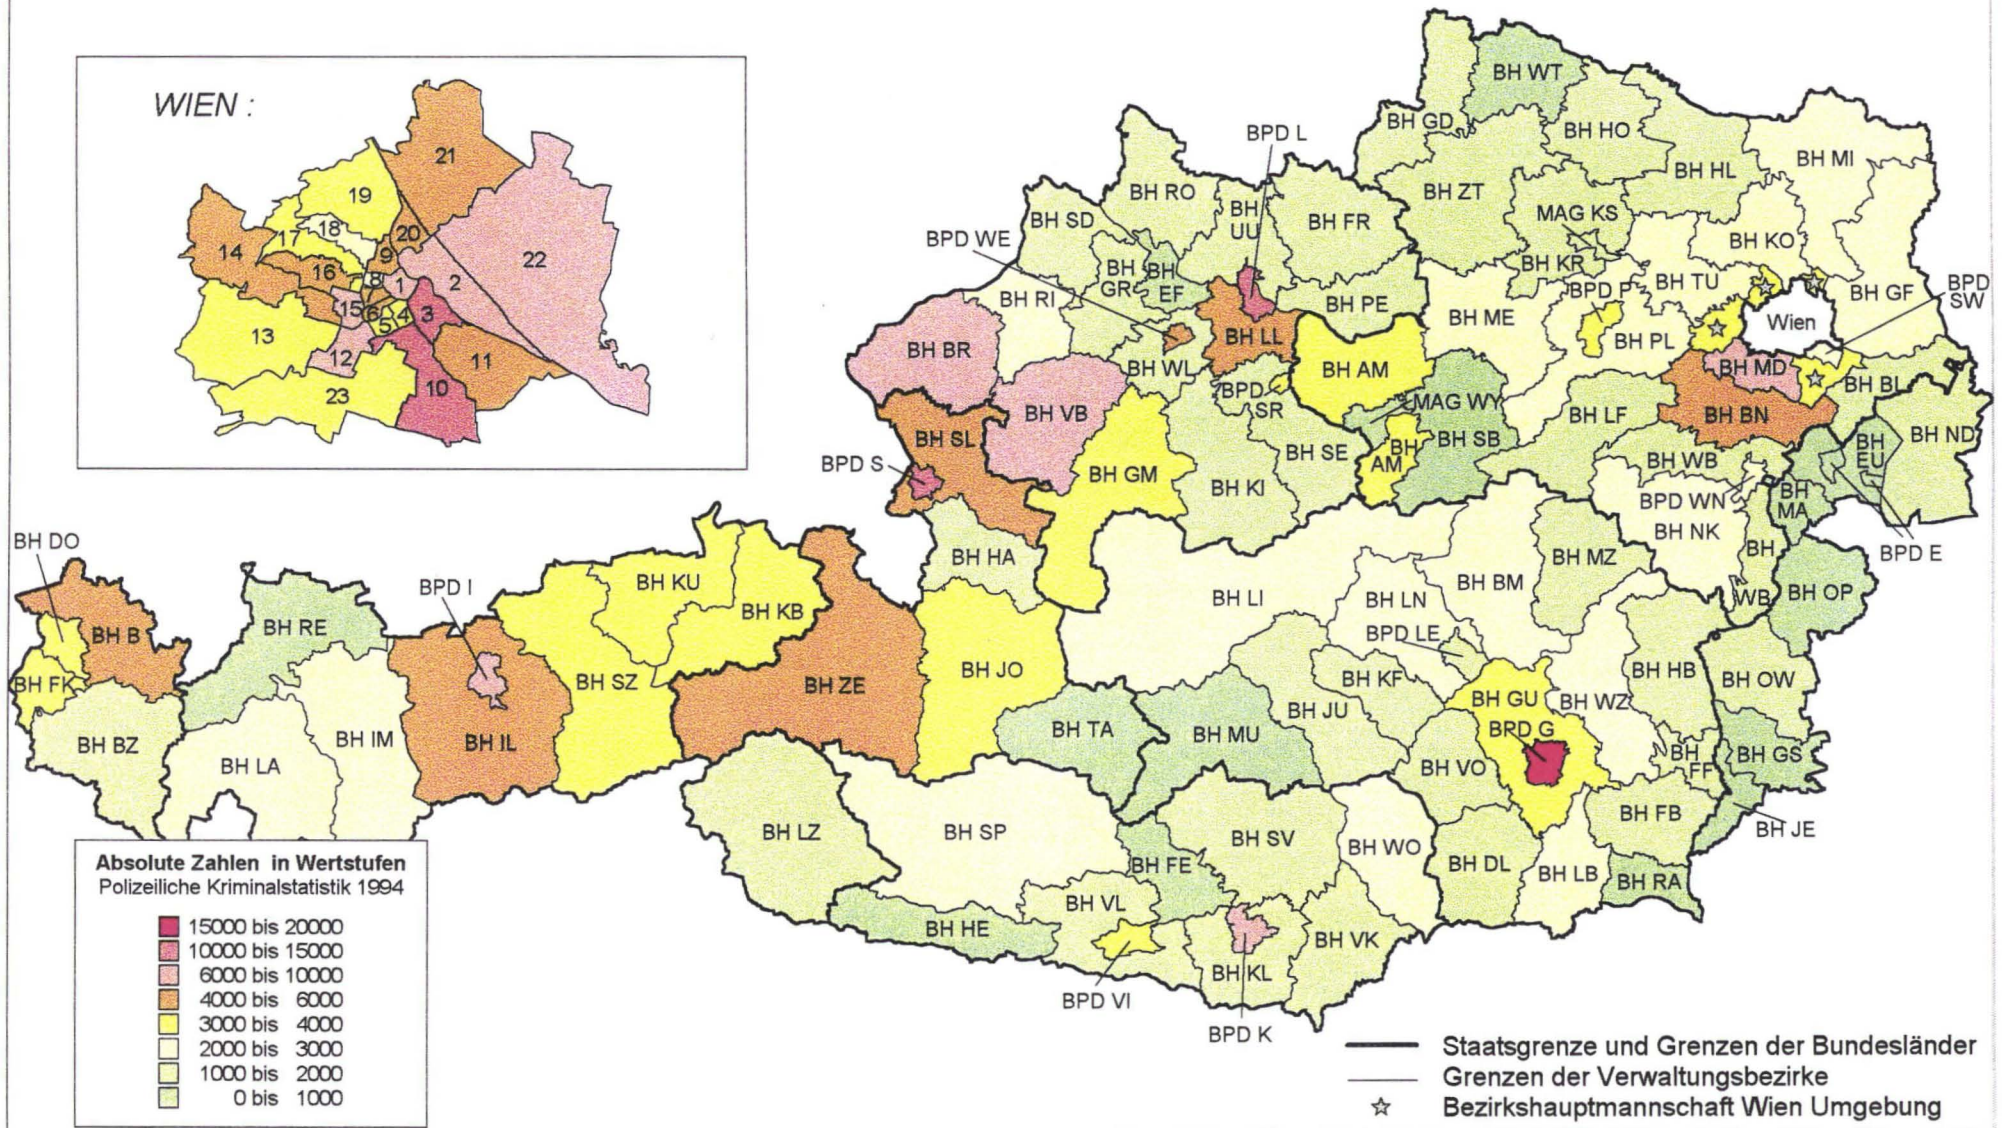 WIEN :
21
19
18
17
14
20
9
16
8
1
2
22
15
6
5
4
3
13
12
11
10
23
BH WT
BH GD
BH HO
BH MI
BPD L
BH HL
BH ZT
BH RO
BH SD
BH
UU
BH FR
MAG KS
BPD WE
BH KO
BH
GR
BH
EF
BH KR
BH TU
BH RI
BH PE
BPD P
BH GF
BPD
SW
BH ME
Wien
BH LL
BH PL
BH BR
BH WL
BH AM
BH MD
BH BL
BPD
SR
MAG WY
BH VB
BH LF
BH BN
BH SL
BH SE
BH
AM
BH SB
BH
EU
BH ND
BPD S
BH GM
BH KI
BH WB
BPD WN
BH
MA
BH NK
BH DO
BH HA
BH MZ
BH
WB
BPD E
BPD I
BH KU
BH KB
BH LI
BH LN
BH BM
BH OP
BH RE
BH B
BPD LE
BH FK
BH SZ
BH ZE
BH JO
BH KF
BH HB
BH OW
BH GU
BH WZ
BH BZ
BH IM
BH IL
BH TA
BH MU
BH JU
BPD G
BH LA
BH VO
BH
FF
BH GS
BH LZ
BH SP
BH SV
BH WO
BH FB
BH JE
BH FE
BH DL
BH LB
BH RA
BH VL
BH HE
BH VK
BH KL
BPD VI
BPD K
Absolute Zahlen in Wertstufen
Polizeiliche Kriminalstatistik 1994
15000 bis 20000
10000 bis 15000
6000 bis 10000
4000 bis 6000
3000 bis 4000
2000 bis 3000
1000 bis 2000
0 bis 1000
Staatsgrenze und Grenzen der Bundesländer
Grenzen der Verwaltungsbezirke
Bezirkshauptmannschaft Wien Umgebung